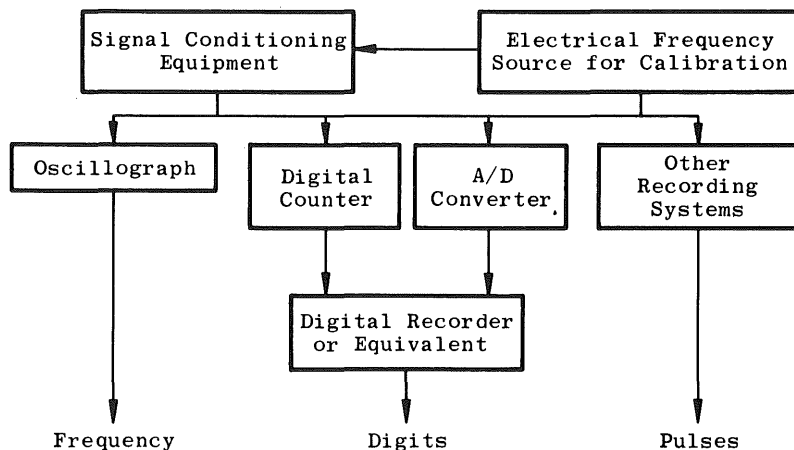 Signal Conditioning
Equipment
Electrical Frequency
Source for Calibration
Oscillograph
Digital
Counter
A/D
Converter
Other
Recording
Systems
Digital Recorder
or Equivalent
Frequency
Digits
Pulses